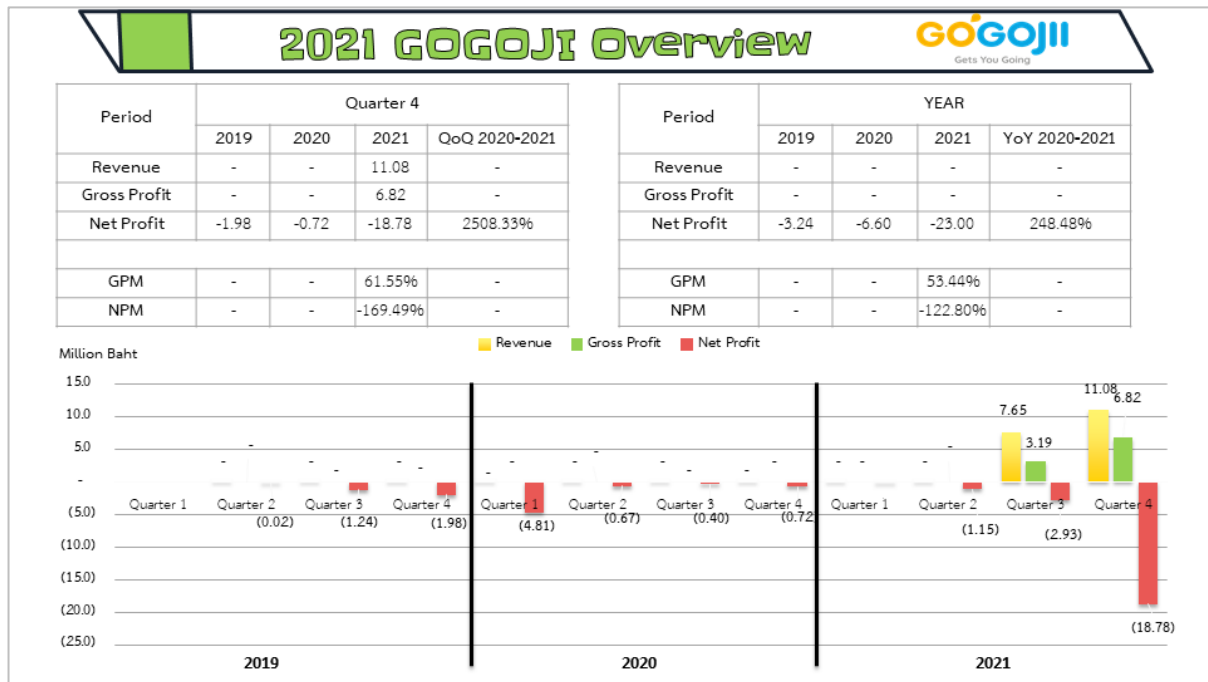 2021 GOGOJI Overview
GOGOJII
Gets You Going
Period Quarter 4
2019 2020 2021 QoQ 2020-2021
Revenue - - 11.08 -
Gross Profit - - 6.82 -
Net Profit -1.98 -0.72 -18.78 2508.33%
GPM - - 61.55% -
NPM - - -169.49% -
Period YEAR
2019 2020 2021 YoY 2020-2021
Revenue - - - -
Gross Profit - - - -
Net Profit -3.24 -6.60 -23.00 248.48%
GPM - - 53.44% -
NPM - - -122.80% -
Million Baht
Revenue Gross Profit Net Profit
15.0
10.0
5.0
-
(5.0)
(10.0)
(15.0)
(20.0)
(25.0)
- - - - - - - - - - - - - - - - - -
11.08
6.82
7.65
3.19
Quarter 1 Quarter 2 Quarter 3 Quarter 4 Quarter 1 Quarter 2 Quarter 3 Quarter 4 Quarter 1 Quarter 2 Quarter 3 Quarter 4
(0.02) (1.24) (1.98) (4.81) (0.67) (0.40) (0.72 (1.15) (2.93)
(18.78)
2019 2020 2021